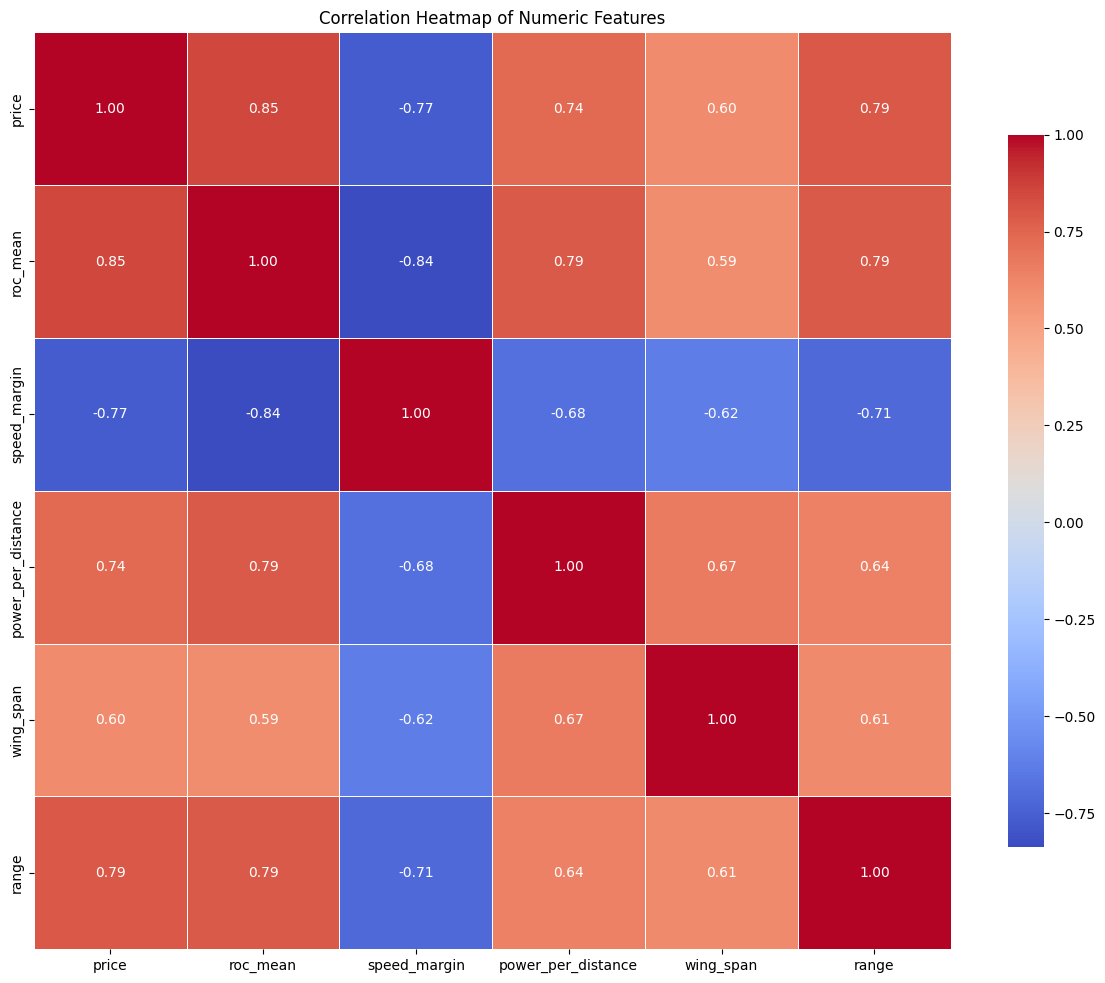 Correlation Heatmap of Numeric Features
price 1.00 0.85 -0.77 0.74 0.60 0.79
roc_mean 0.85 1.00 -0.84 0.79 0.59 0.79
speed_margin -0.77 -0.84 1.00 -0.68 -0.62 -0.71
power_per_distance 0.74 0.79 -0.68 1.00 0.67 0.64
wing_span 0.60 0.59 -0.62 0.67 1.00 0.61
range 0.79 0.79 -0.71 0.64 0.61 1.00
price roc_mean speed_margin power_per_distance wing_span range
1.00
0.75
0.50
0.25
0.00
−0.25
−0.50
−0.75